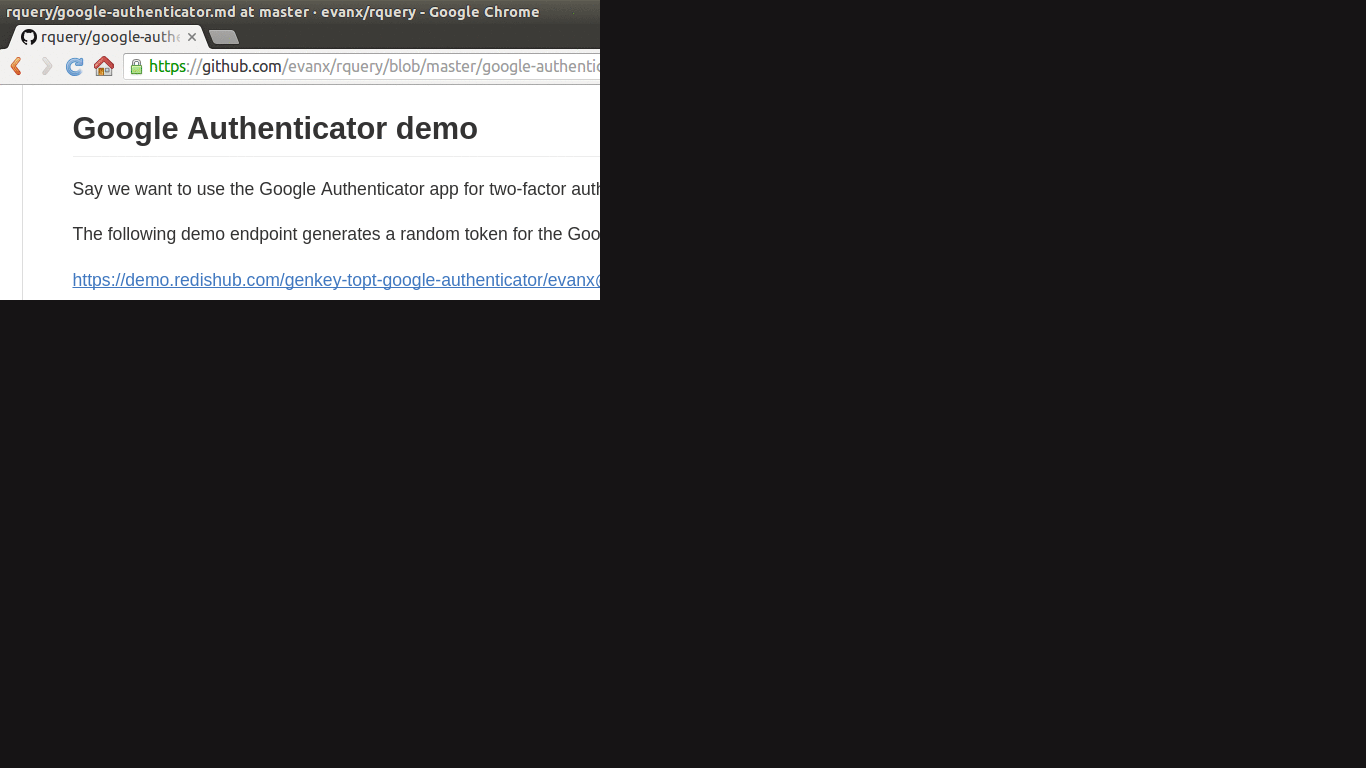 rquery/google-authenticator.md at master · evanx/rquery - Google Chrome
rquery/google-authe
https://github.com/evanx/rquery/blob/master/google-authentic
Google Authenticator demo
Say we want to use the Google Authenticator app for two-factor auth
The following demo endpoint generates a random token for the Goo
https://demo.redishub.com/genkey-topt-google-authenticator/evanx@